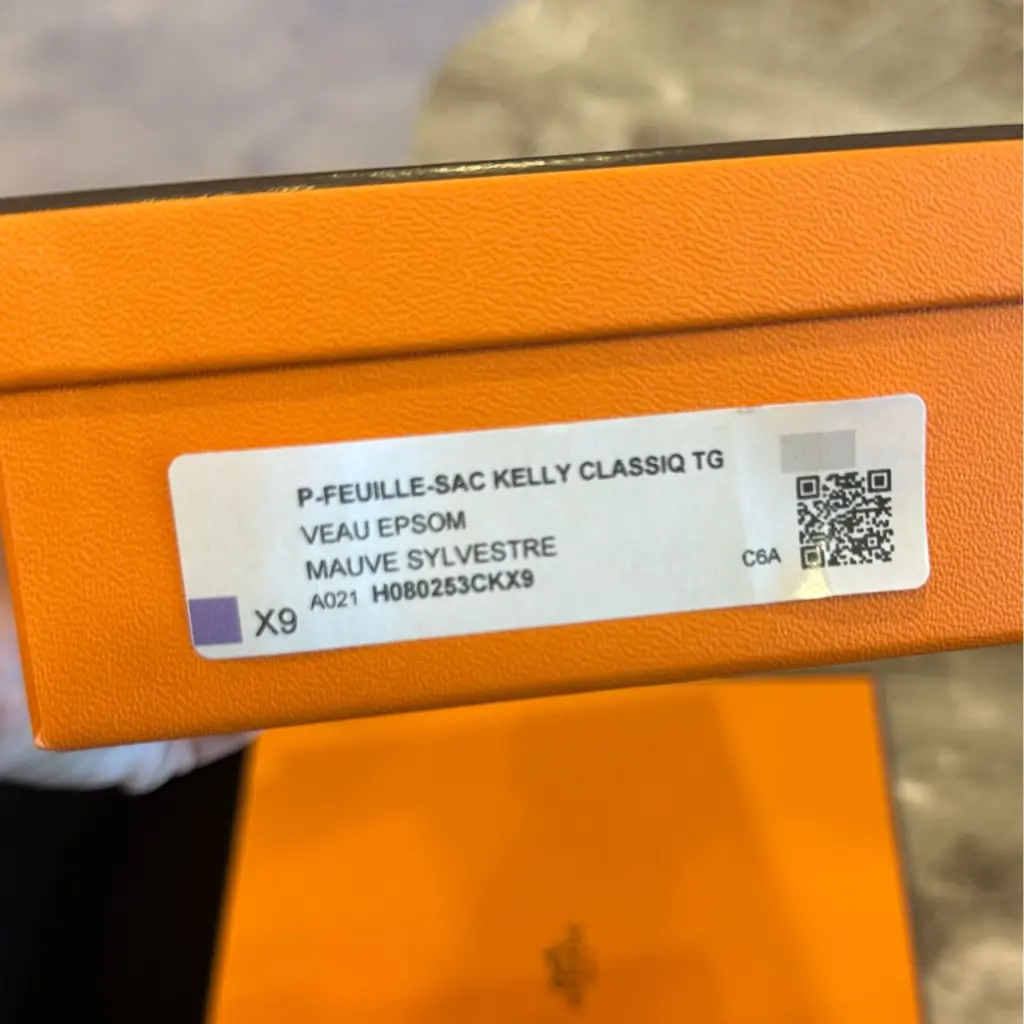 P-FEUILLE-SAC KELLY CLASSIQ TG
VEAU EPSOM
MAUVE SYLVESTRE
A021 H080253CKX9
X9
C6A